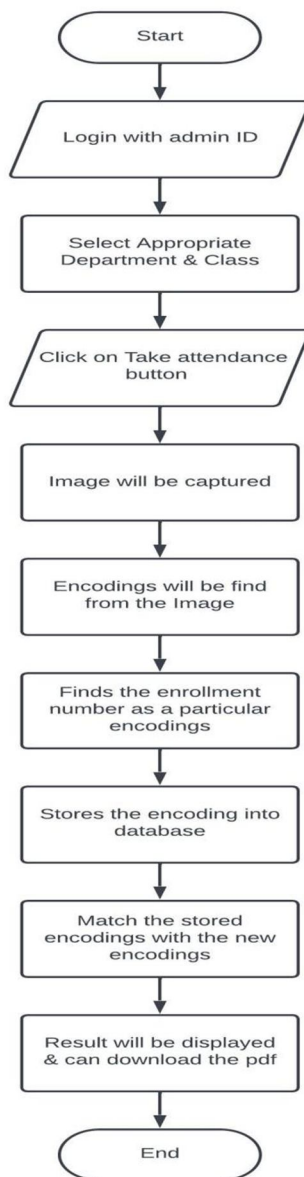 Start
Login with admin ID
Select Appropriate
Department & Class
Click on Take attendance
button
Image will be captured
Encodings will be find
from the Image
Finds the enrollment
number as a particular
encodings
Stores the encoding into
database
Match the stored
encodings with the new
encodings
Result will be displayed
& can download the pdf
End